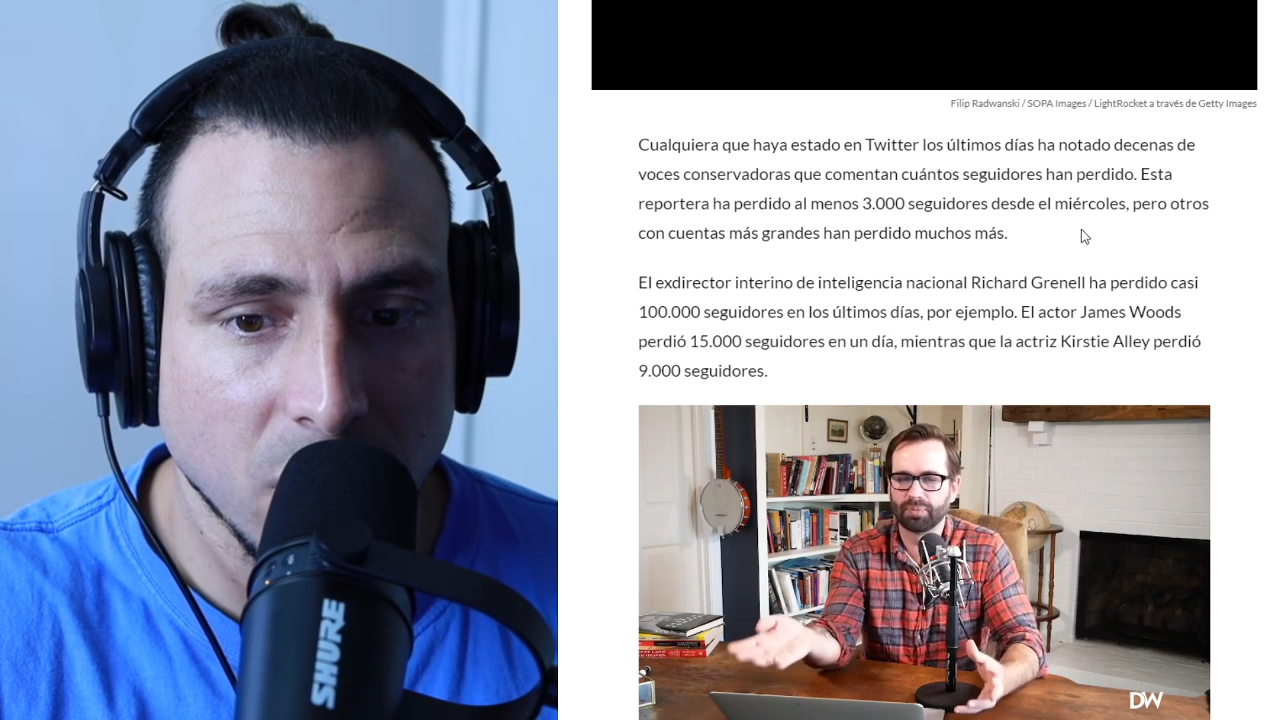 Filip Radwanski / SOPA Images / LightRocket a través de Getty Images
Cualquiera que haya estado en Twitter los últimos días ha notado decenas de
voces conservadoras que comentan cuántos seguidores han perdido. Esta
reportera ha perdido al menos 3.000 seguidores desde el miércoles, pero otros
con cuentas más grandes han perdido muchos más.
El exdirector interino de inteligencia nacional Richard Grenell ha perdido casi
100.000 seguidores en los últimos días, por ejemplo. El actor James Woods
perdió 15.000 seguidores en un día, mientras que la actriz Kirstie Alley perdió
9.000 seguidores.
SHURE
DW